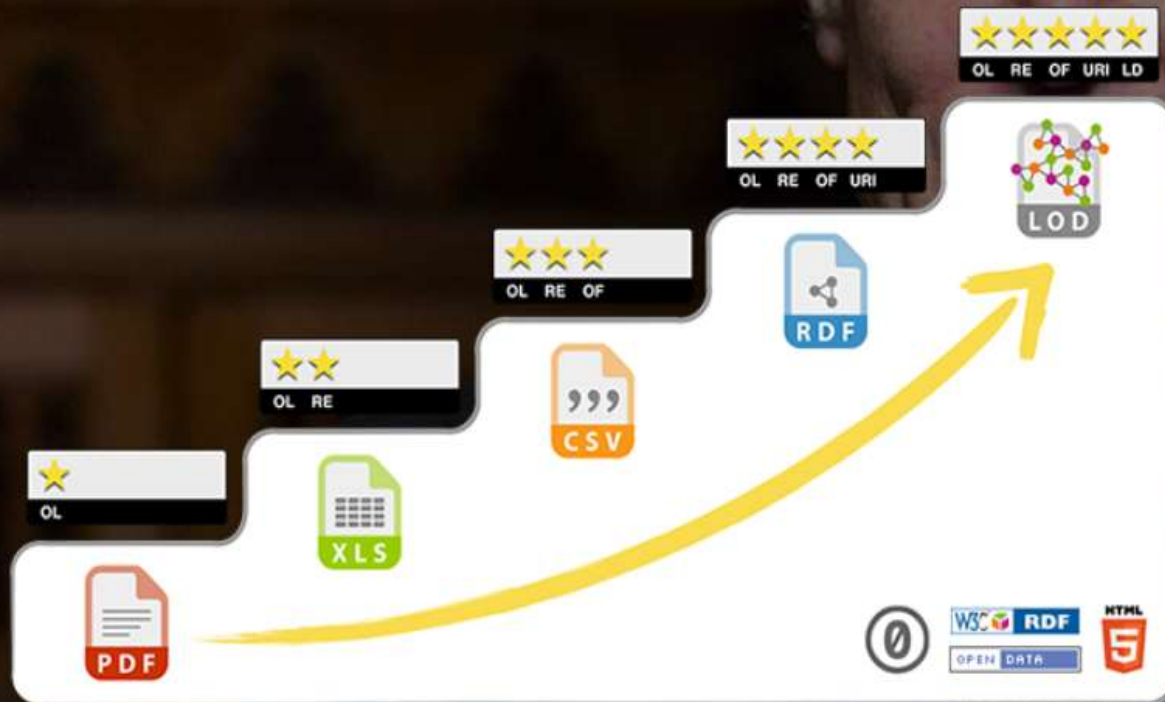 OL RE OF URI LD
LOD
OL RE OF URI
RDF
OL RE OF
CSV
OL RE
XLS
OL
PDF
0
W3C RDF
OPEN DATA
HTML
5